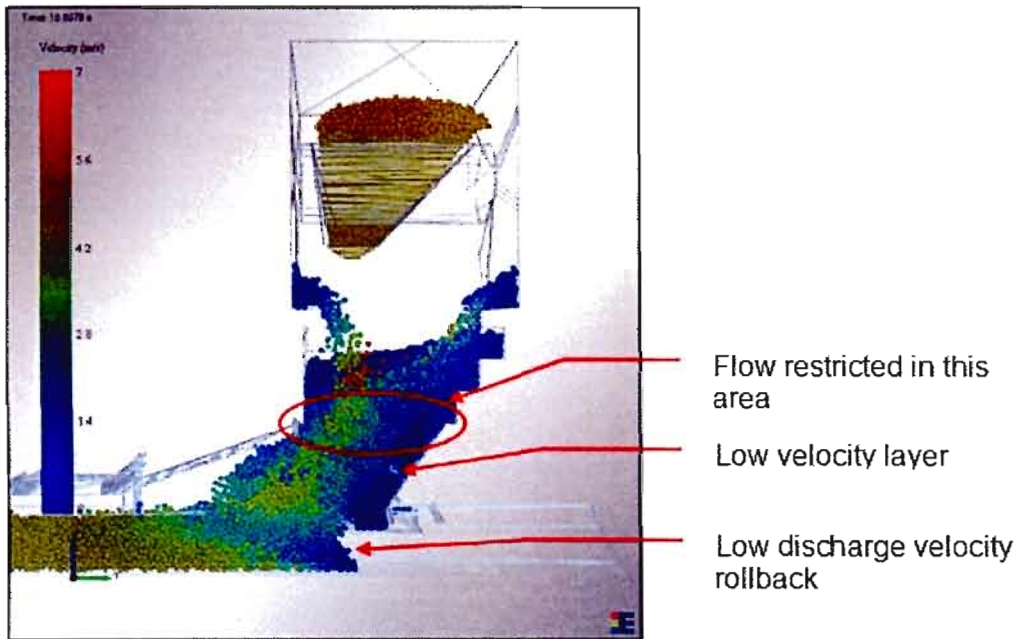 Velocity (m/s)
7
5.6
4.2
2.8
1.4
Flow restricted in this
area
Low velocity layer
Low discharge velocity
rollback